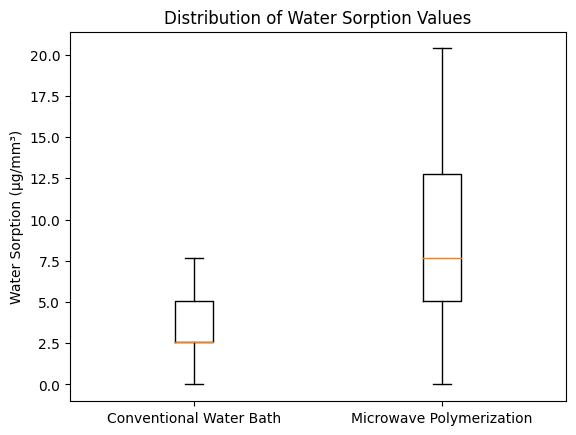 Distribution of Water Sorption Values
Water Sorption (μg/mm³)
20.0
17.5
15.0
12.5
10.0
7.5
5.0
2.5
0.0
Conventional Water Bath
Microwave Polymerization